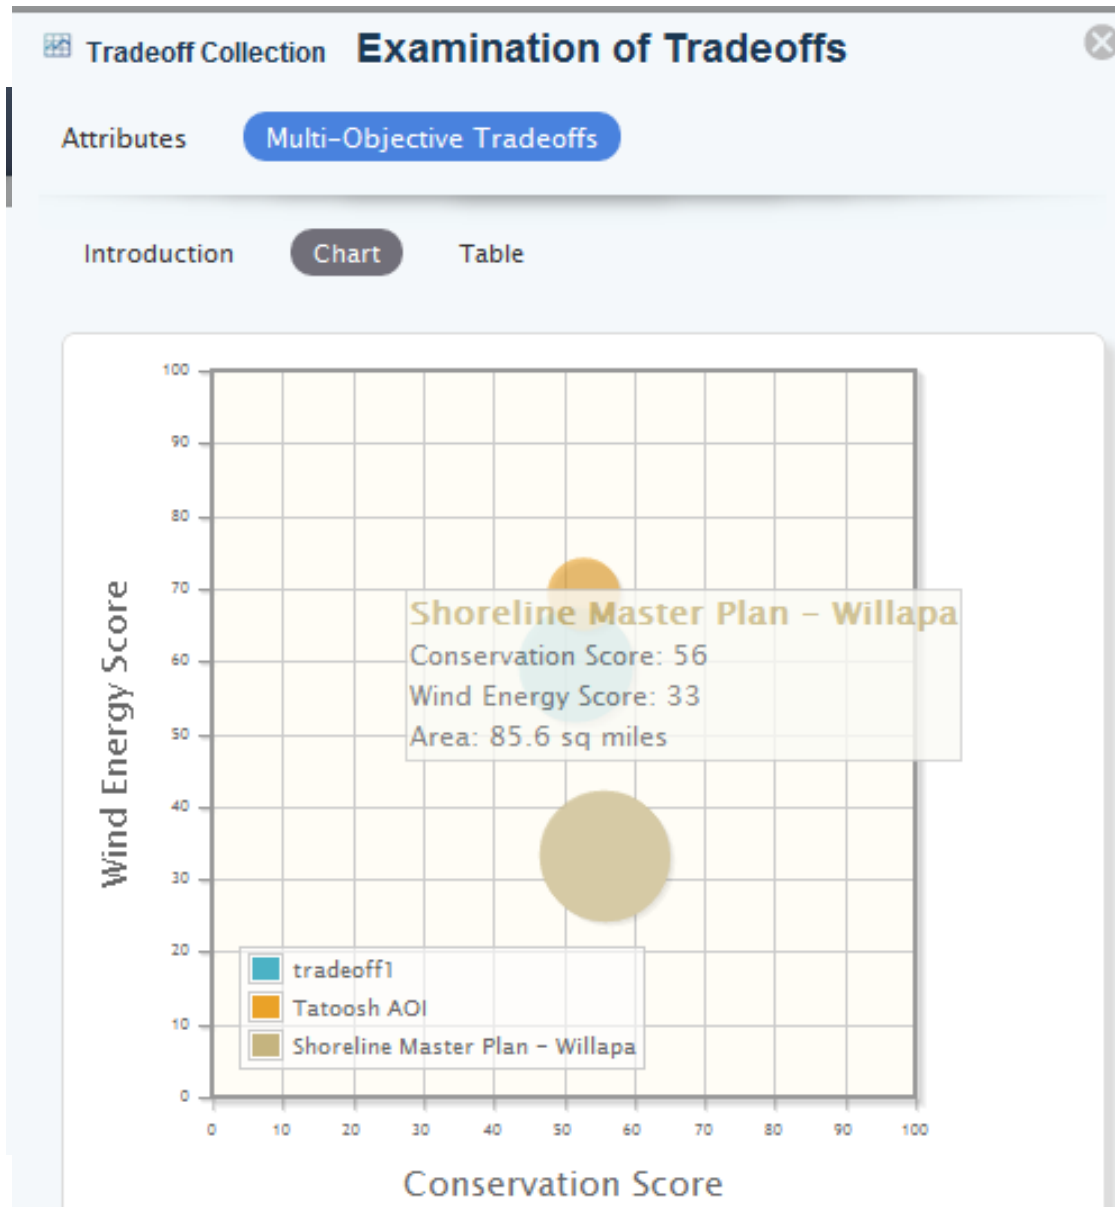 Tradeoff Collection Examination of Tradeoffs
Attributes Multi-Objective Tradeoffs
Introduction Chart Table
100
90
80
70
60
50
40
30
20
10
0
Wind Energy Score
Shoreline Master Plan - Willapa
Conservation Score: 56
Wind Energy Score: 33
Area: 85.6 sq miles
tradeoff1
Tatoosh AOI
Shoreline Master Plan - Willapa
0 10 20 30 40 50 60 70 80 90 100
Conservation Score